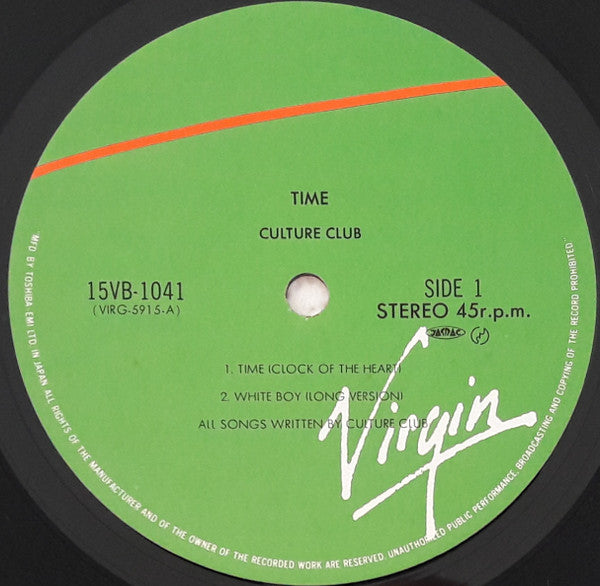 TIME
CULTURE CLUB
15VB-1041
(VIRG-5915-A)
SIDE 1
STEREO 45r.p.m.
JASRAC
1. TIME (CLOCK OF THE HEART)
2. WHITE BOY (LONG VERSION)
ALL SONGS WRITTEN BY CULTURE CLUB
Virgin
"MFD BY TOSHIBA EMI LTD. IN JAPAN ALL RIGHTS OF THE MANUFACTURER AND OF THE OWNER OF THE RECORDED WORK ARE RESERVED. UNAUTHORIZED PUBLIC PERFORMANCE, BROADCASTING AND COPYING OF THE RECORD PROHIBITED"